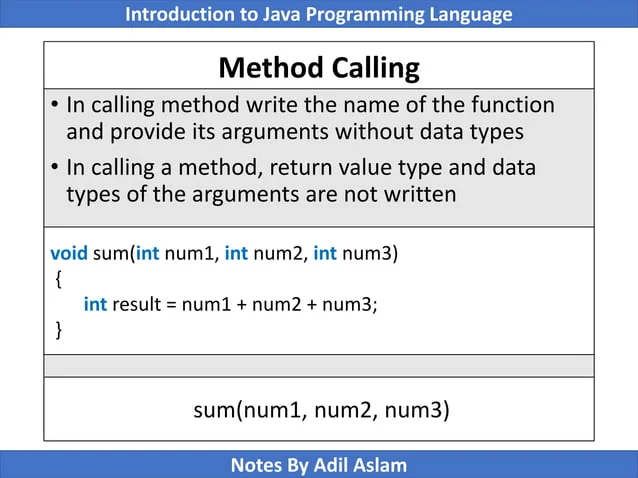 Introduction to Java Programming Language
Method Calling
• In calling method write the name of the function
and provide its arguments without data types
• In calling a method, return value type and data
types of the arguments are not written
void sum(int num1, int num2, int num3)
{
int result = num1 + num2 + num3;
}
sum(num1, num2, num3)
Notes By Adil Aslam